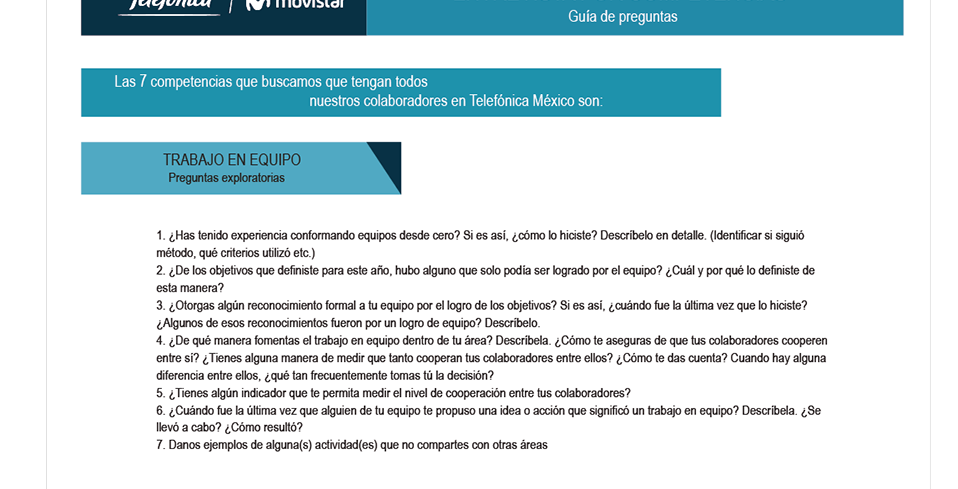 Telefónica | movistar
Guía de preguntas
Las 7 competencias que buscamos que tengan todos
nuestros colaboradores en Telefónica México son:
TRABAJO EN EQUIPO
Preguntas exploratorias
1. ¿Has tenido experiencia conformando equipos desde cero? Si es así, ¿cómo lo hiciste? Descríbelo en detalle. (Identificar si siguió
método, qué criterios utilizó etc.)
2. ¿De los objetivos que definiste para este año, hubo alguno que solo podía ser logrado por el equipo? ¿Cuál y por qué lo definiste de
esta manera?
3. ¿Otorgas algún reconocimiento formal a tu equipo por el logro de los objetivos? Si es así, ¿cuándo fue la última vez que lo hiciste?
¿Algunos de esos reconocimientos fueron por un logro de equipo? Descríbelo.
4. ¿De qué manera fomentas el trabajo en equipo dentro de tu área? Descríbela. ¿Cómo te aseguras de que tus colaboradores cooperen
entre sí? ¿Tienes alguna manera de medir que tanto cooperan tus colaboradores entre ellos? ¿Cómo te das cuenta? Cuando hay alguna
diferencia entre ellos, ¿qué tan frecuentemente tomas tú la decisión?
5. ¿Tienes algún indicador que te permita medir el nivel de cooperación entre tus colaboradores?
6. ¿Cuándo fue la última vez que alguien de tu equipo te propuso una idea o acción que significó un trabajo en equipo? Descríbela. ¿Se
llevó a cabo? ¿Cómo resultó?
7. Danos ejemplos de alguna(s) actividad(es) que no compartes con otras áreas